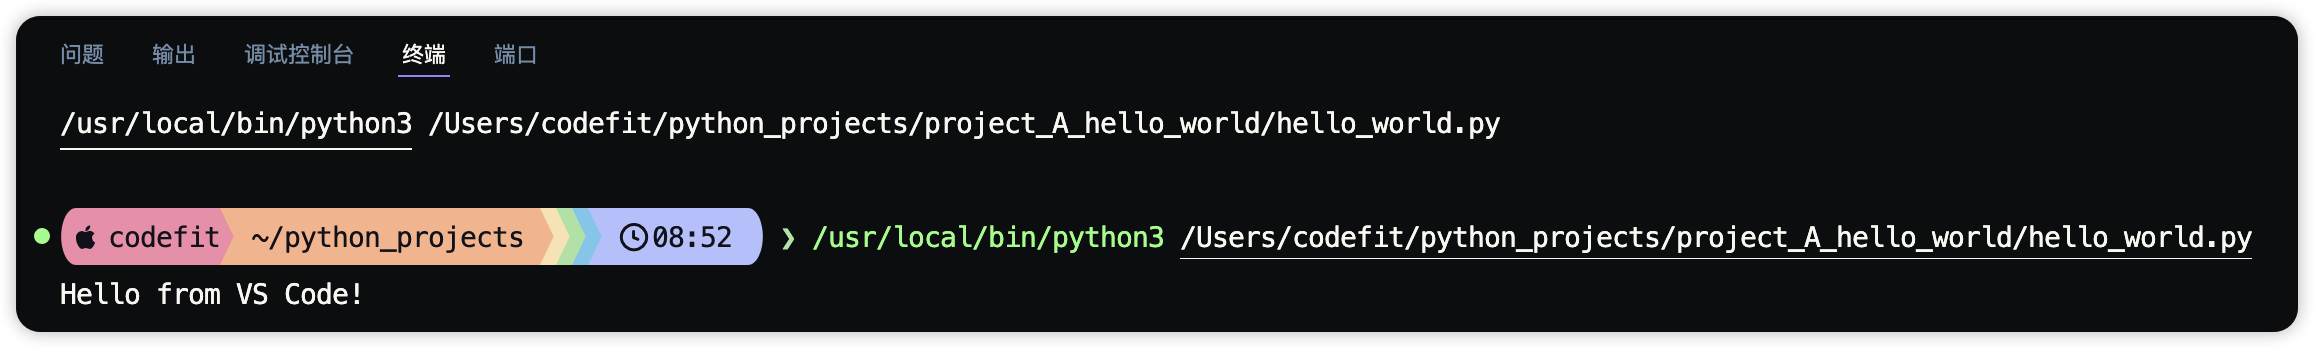 问题 输出 调试控制台 终端 端口
/usr/local/bin/python3 /Users/codefit/python_projects/project_A_hello_world/hello_world.py
codefit ~/python_projects 08:52 ❯ /usr/local/bin/python3 /Users/codefit/python_projects/project_A_hello_world/hello_world.py
Hello from VS Code!